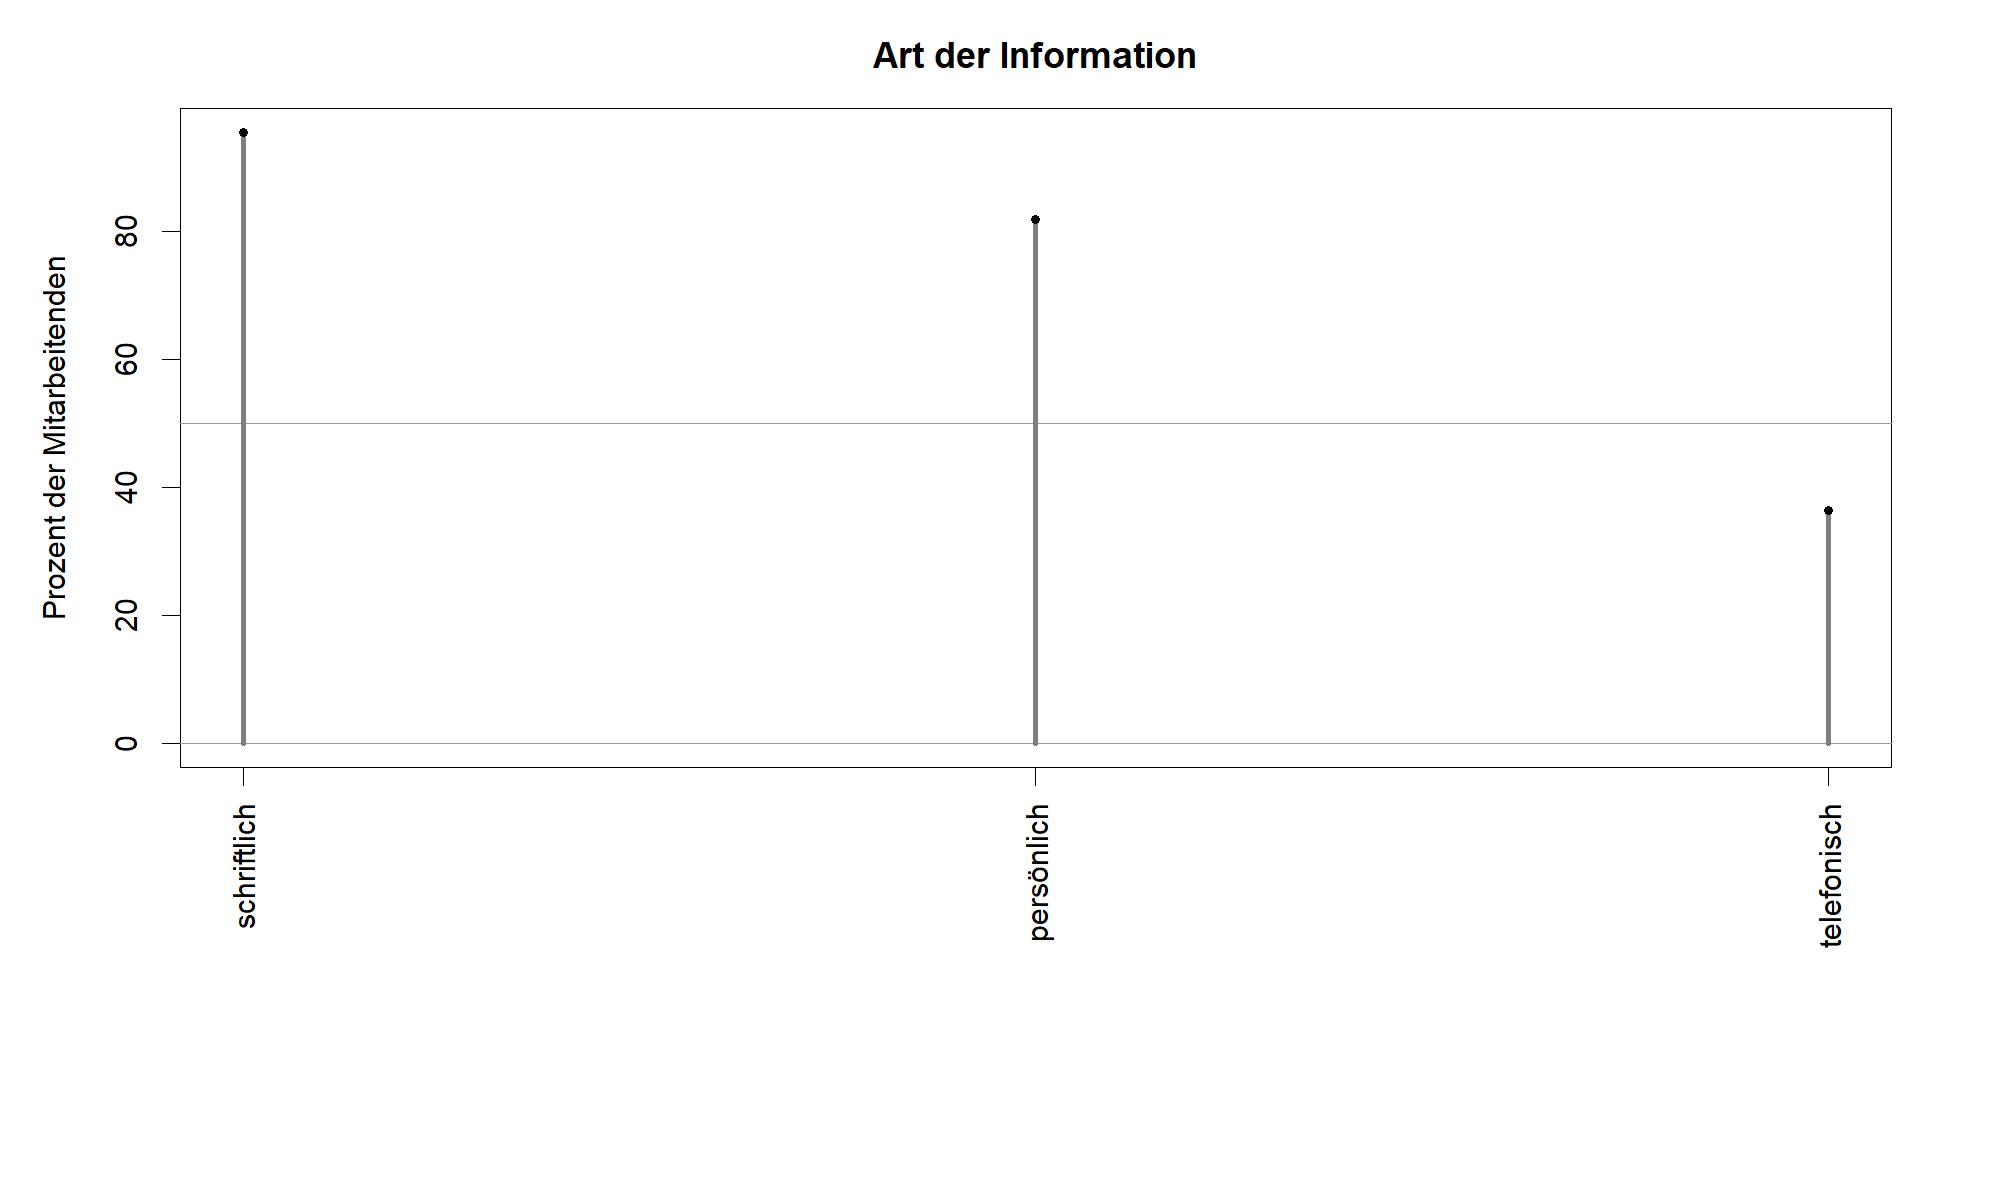 Art der Information
Prozent der Mitarbeitenden
80
60
40
20
0
schriftlich
persönlich
telefonisch